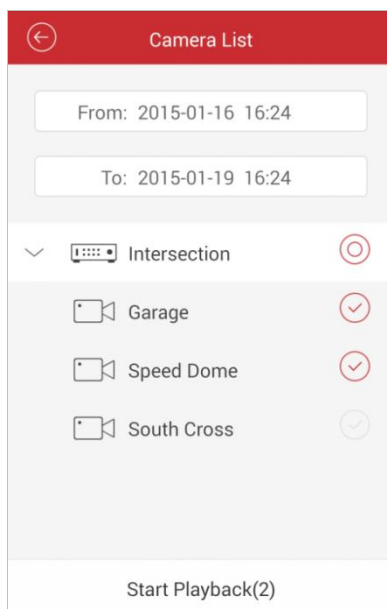 Camera List
From: 2015-01-16 16:24
To: 2015-01-19 16:24
Intersection
Garage
Speed Dome
South Cross
Start Playback(2)